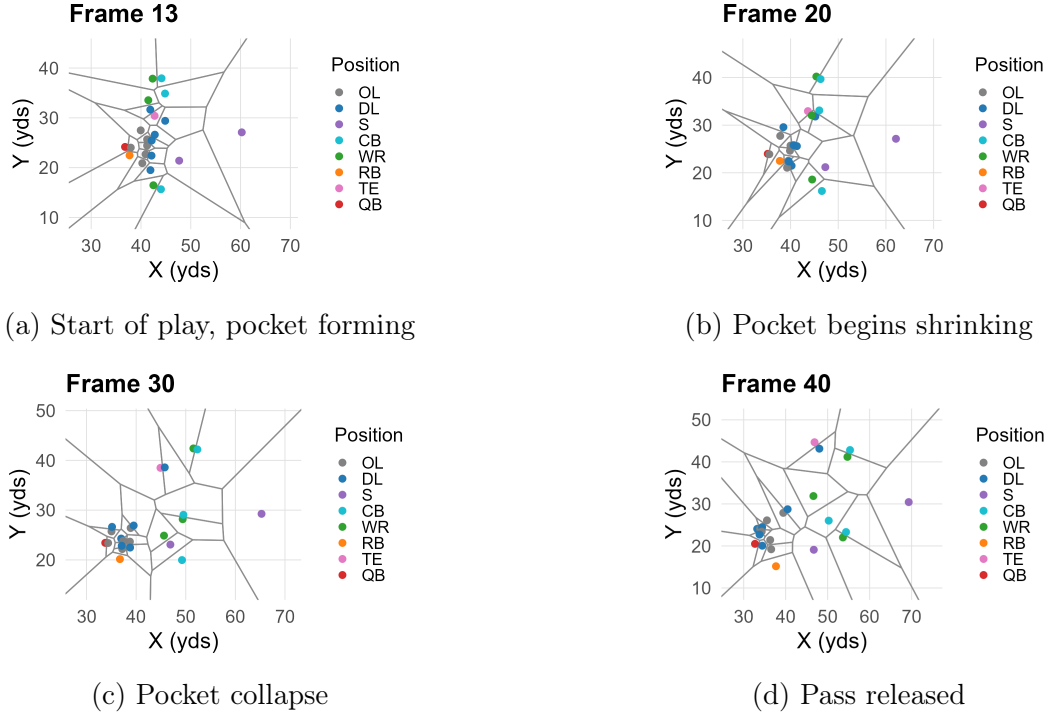 Frame 13
Y (yds)
40
30
20
10
30 40 50 60 70
X (yds)
Position
OL
DL
S
CB
WR
RB
TE
QB
(a) Start of play, pocket forming
Frame 20
Y (yds)
40
30
20
10
30 40 50 60 70
X (yds)
Position
OL
DL
S
CB
WR
RB
TE
QB
(b) Pocket begins shrinking
Frame 30
Y (yds)
50
40
30
20
30 40 50 60 70
X (yds)
Position
OL
DL
S
CB
WR
RB
TE
QB
(c) Pocket collapse
Frame 40
Y (yds)
50
40
30
20
10
30 40 50 60 70
X (yds)
Position
OL
DL
S
CB
WR
RB
TE
QB
(d) Pass released